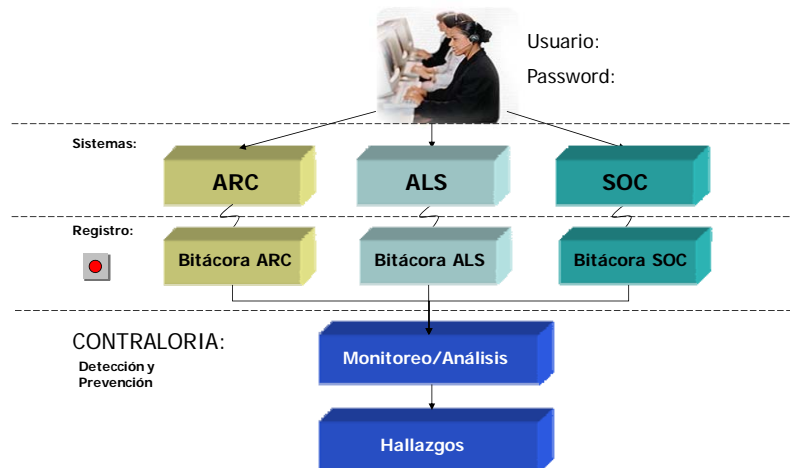 Usuario:
Password:
Sistemas:
ARC
ALS
SOC
Registro:
Bitácora ARC
Bitácora ALS
Bitácora SOC
CONTRALORIA:
Detección y
Prevención
Monitoreo/Análisis
Hallazgos